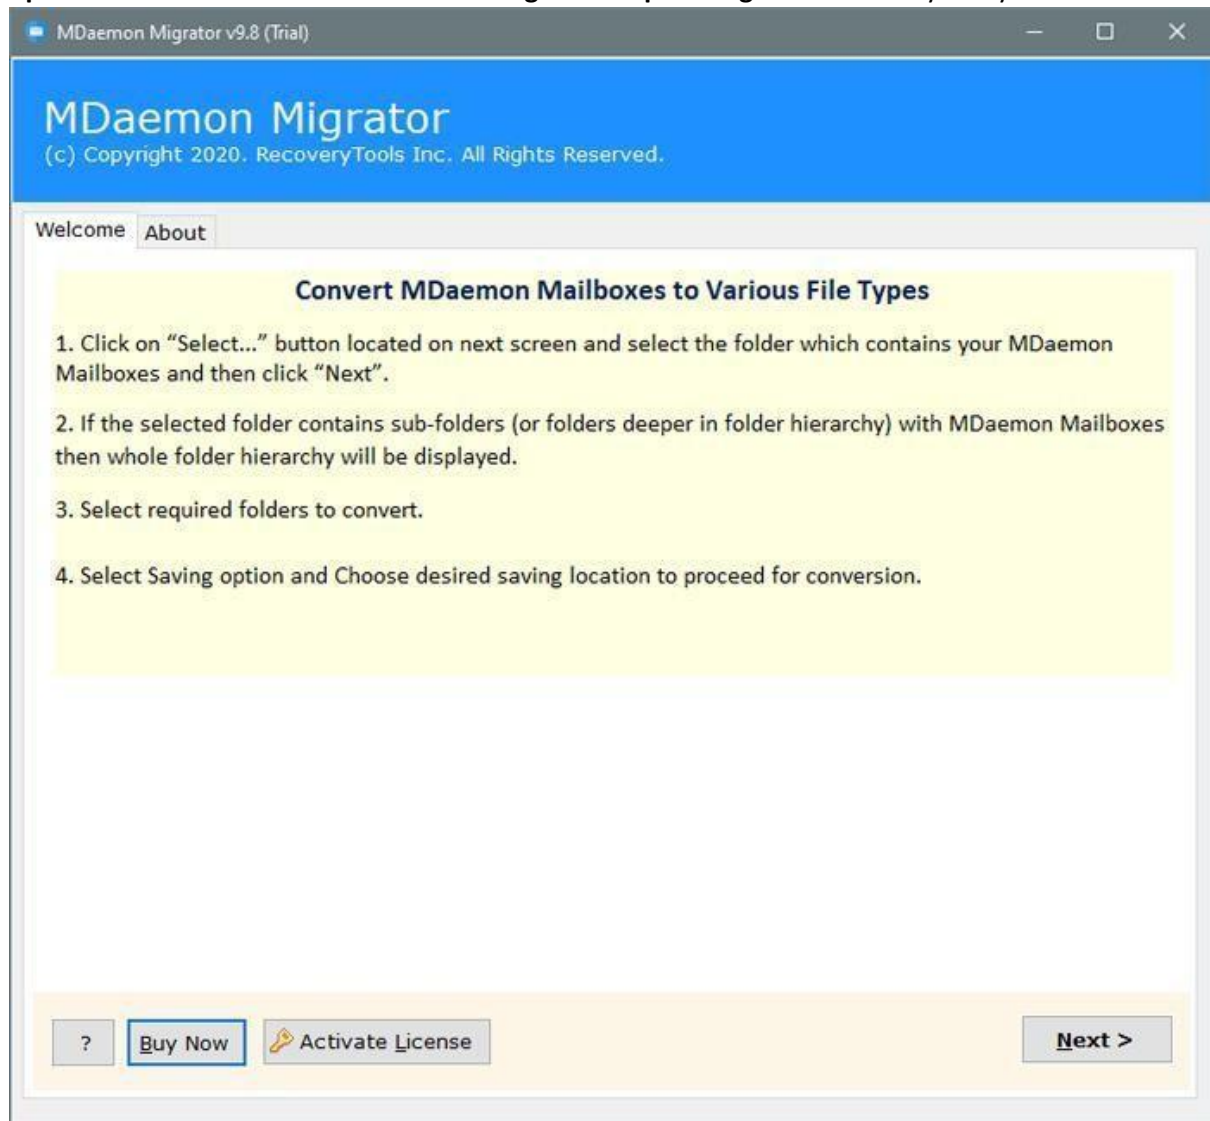 MDaemon Migrator v9.8 (Trial)
MDaemon Migrator
(c) Copyright 2020. RecoveryTools Inc. All Rights Reserved.
Welcome About
Convert MDaemon Mailboxes to Various File Types
1. Click on “Select...” button located on next screen and select the folder which contains your MDaemon
Mailboxes and then click “Next”.
2. If the selected folder contains sub-folders (or folders deeper in folder hierarchy) with MDaemon Mailboxes
then whole folder hierarchy will be displayed.
3. Select required folders to convert.
4. Select Saving option and Choose desired saving location to proceed for conversion.
? Buy Now Activate License Next >